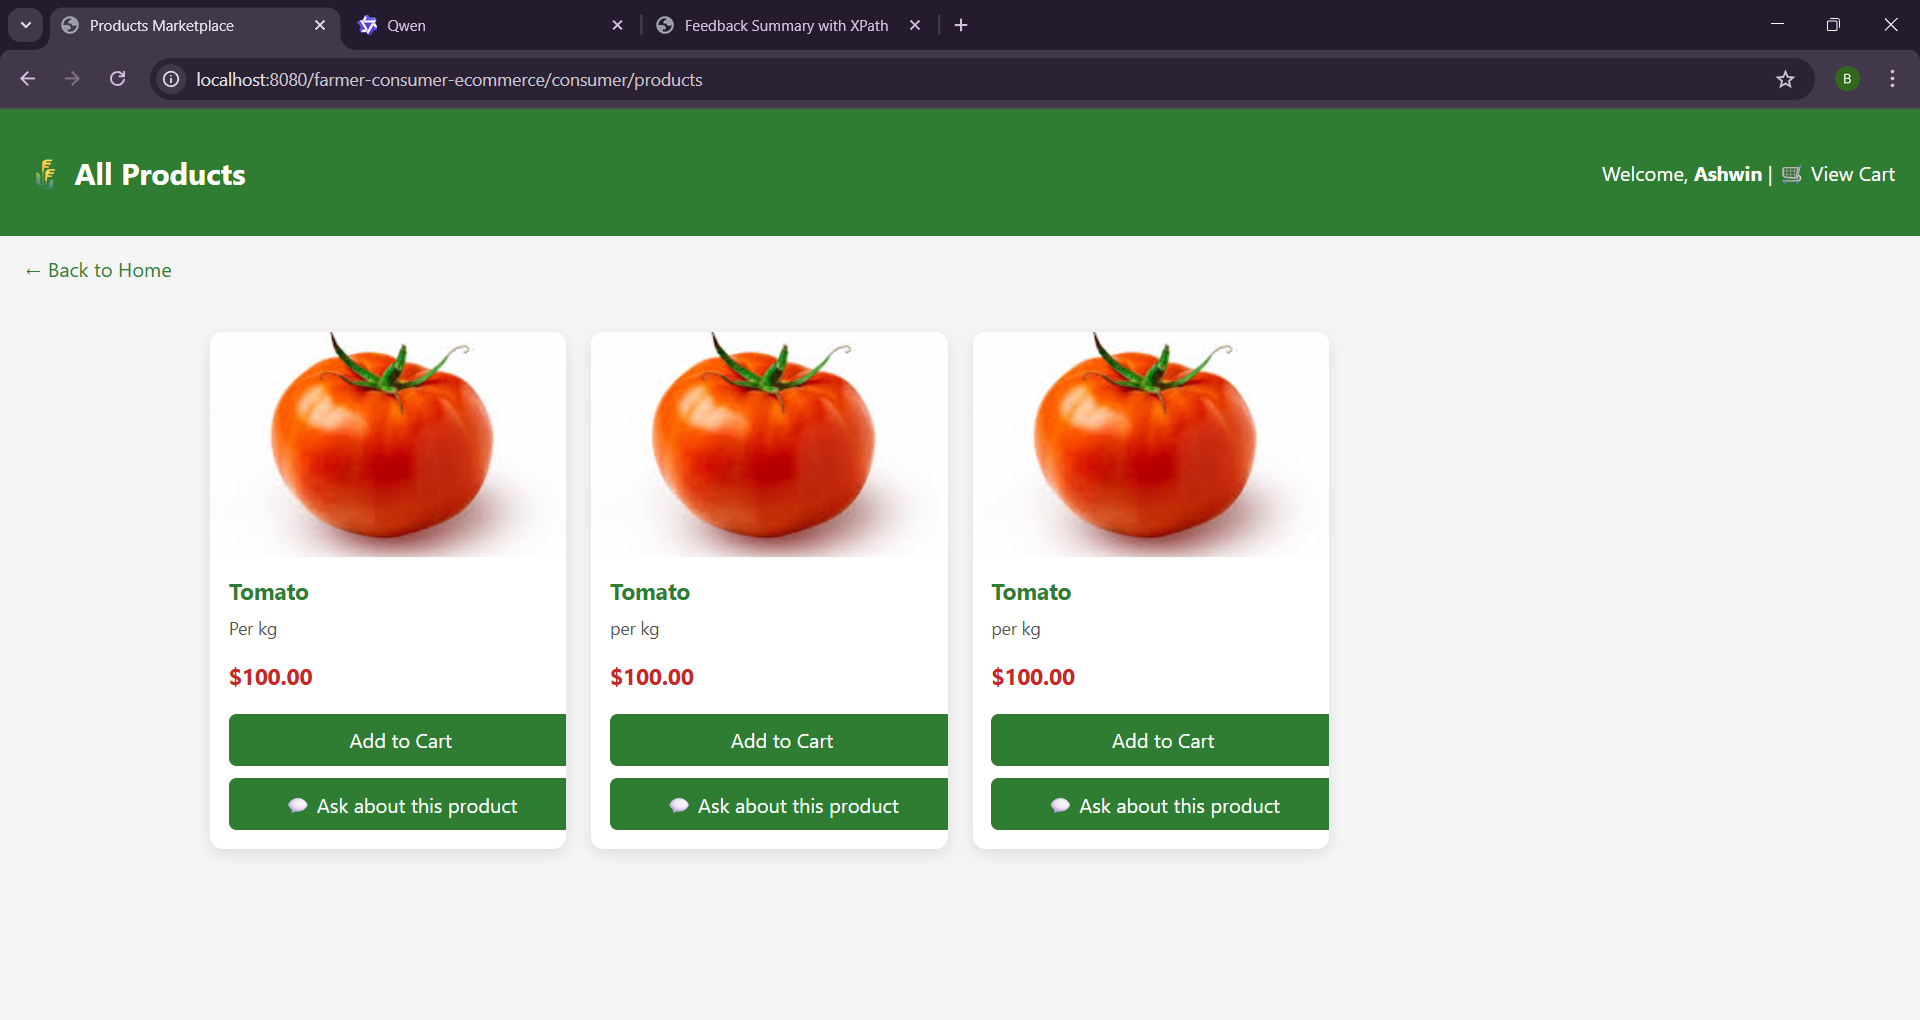 Products Marketplace
Qwen
Feedback Summary with XPath
localhost:8080/farmer-consumer-ecommerce/consumer/products
B
All Products
Welcome, Ashwin | 🛒 View Cart
← Back to Home
Tomato
Per kg
$100.00
Add to Cart
💬 Ask about this product
Tomato
per kg
$100.00
Add to Cart
💬 Ask about this product
Tomato
per kg
$100.00
Add to Cart
💬 Ask about this product